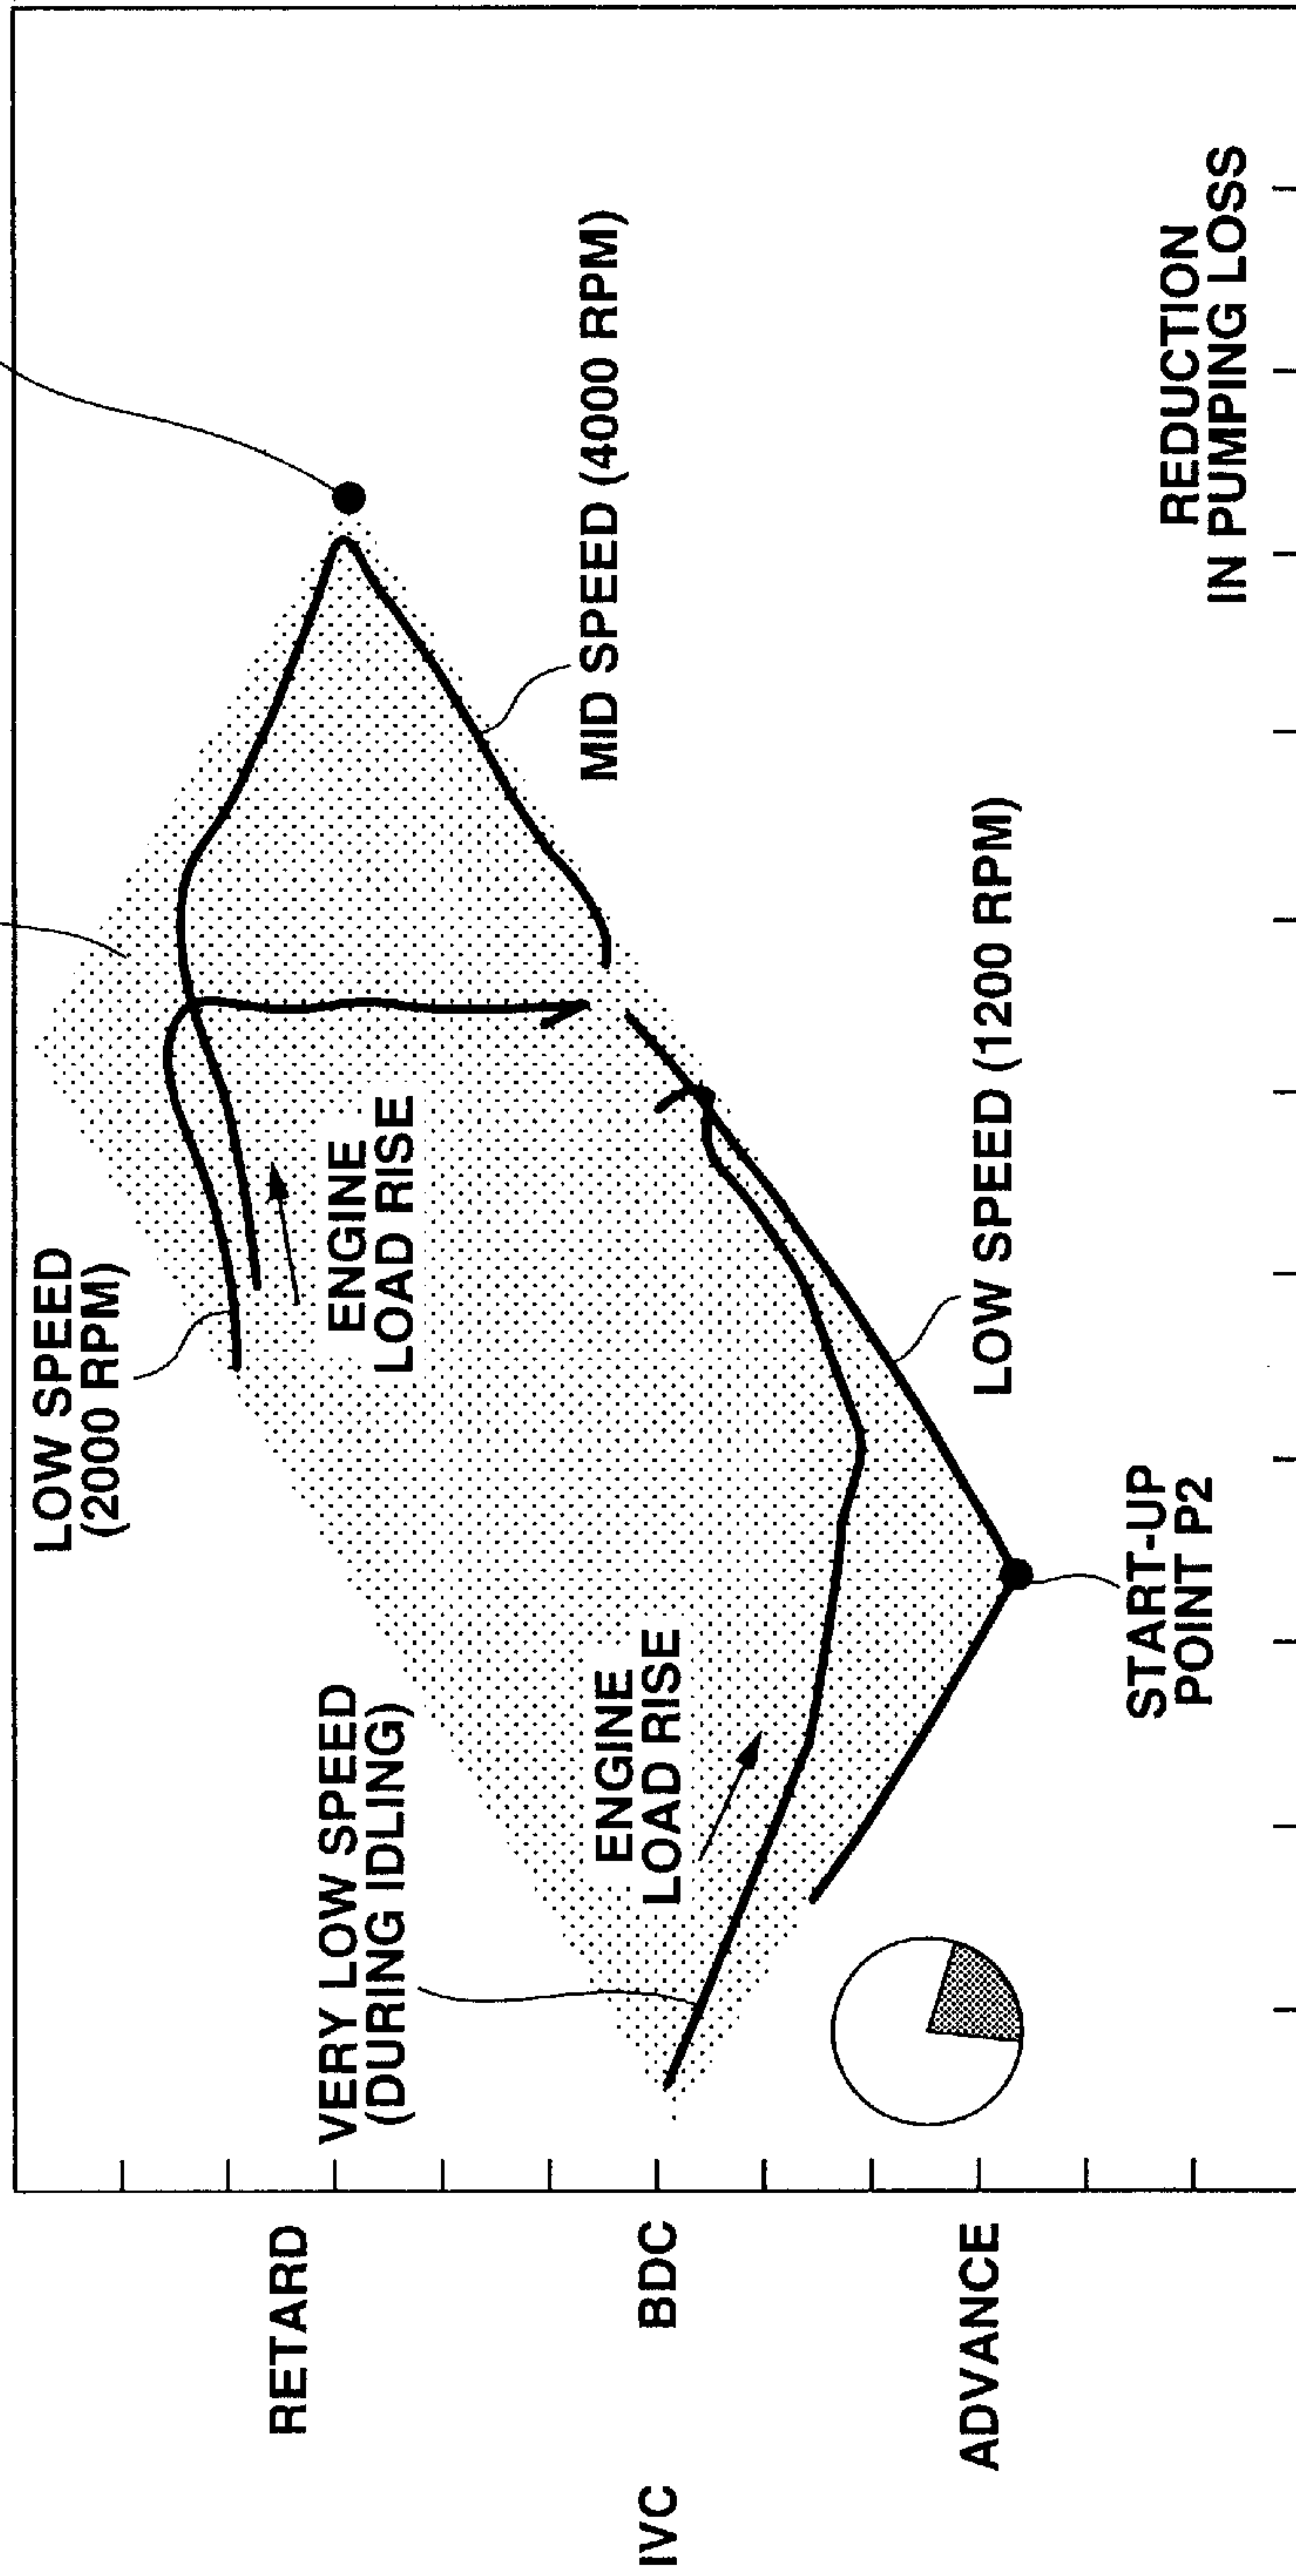 LOW SPEED
(2000 RPM)
VERY LOW SPEED
(DURING IDLING)
RETARD
ENGINE
LOAD RISE
ENGINE
LOAD RISE
MID SPEED (4000 RPM)
IVC
BDC
LOW SPEED (1200 RPM)
ADVANCE
START-UP
POINT P2
REDUCTION
IN PUMPING LOSS